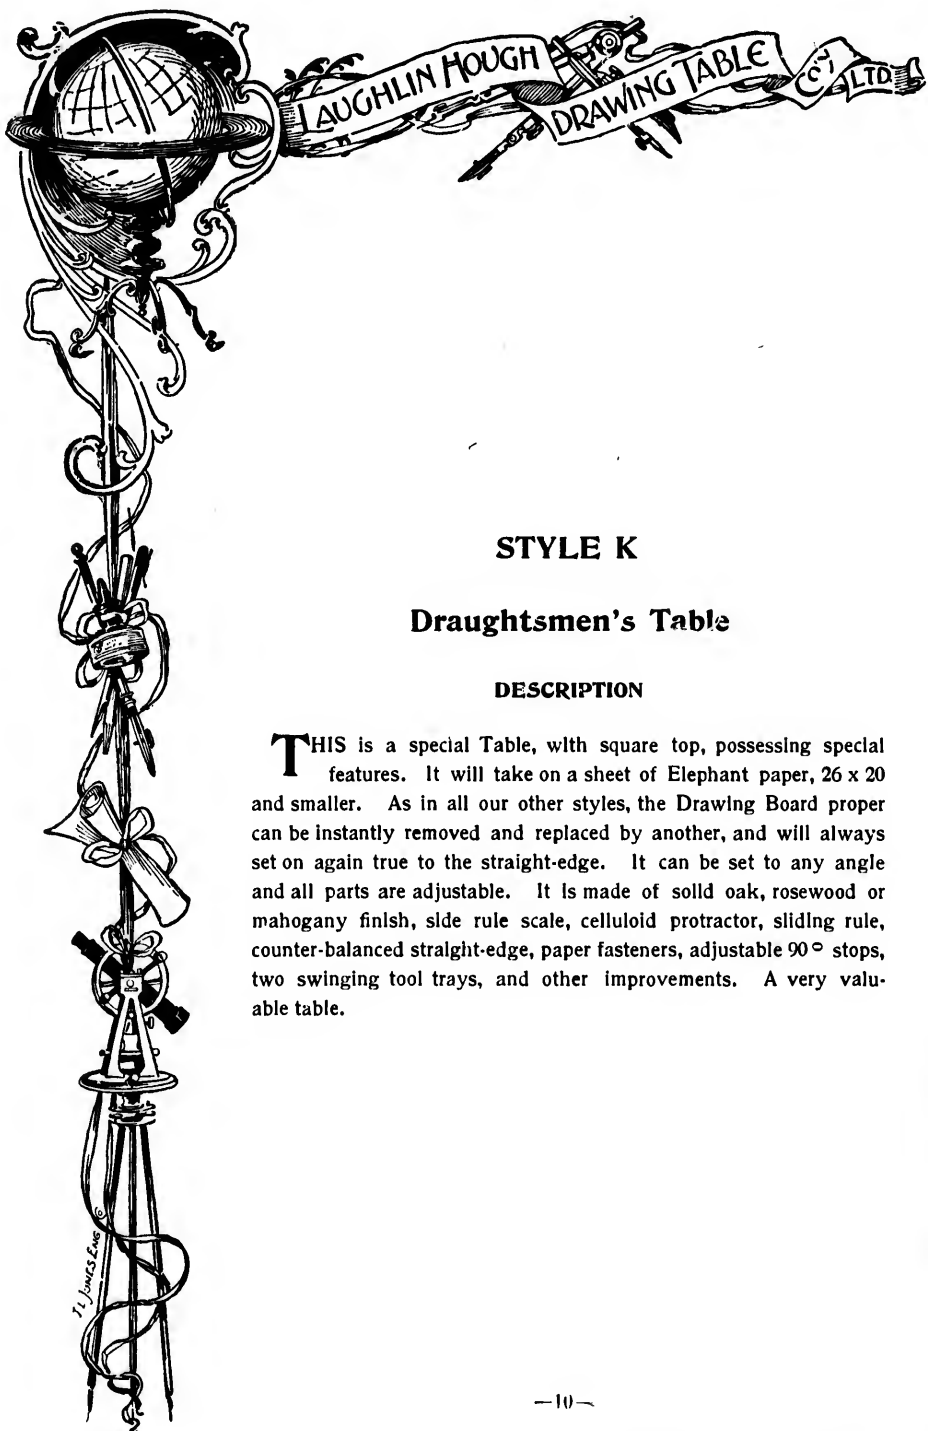 LAUGHLIN HOUGH
DRAWING TABLE
COY LTD.
STYLE K
Draughtsmen's Table
DESCRIPTION
THIS is a special Table, with square top, possessing special
features. It will take on a sheet of Elephant paper, 26 x 20
and smaller. As in all our other styles, the Drawing Board proper
can be instantly removed and replaced by another, and will always
set on again true to the straight-edge. It can be set to any angle
and all parts are adjustable. It is made of solid oak, rosewood or
mahogany finish, side rule scale, celluloid protractor, sliding rule,
counter-balanced straight-edge, paper fasteners, adjustable 90° stops,
two swinging tool trays, and other improvements. A very valu-
able table.
JL JONES ENG Co
—10—